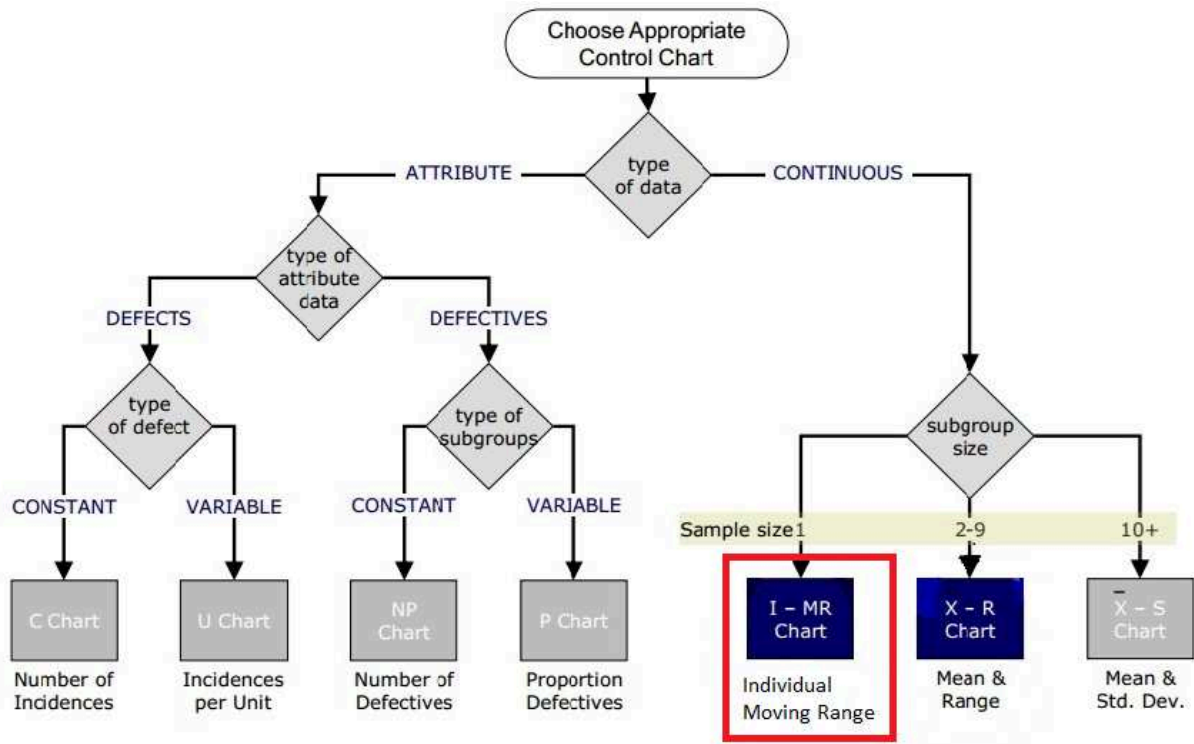 Choose Appropriate
Control Chart
type
of data
ATTRIBUTE
CONTINUOUS
type of
attribute
data
DEFECTS
DEFECTIVES
type
of defect
type of
subgroups
subgroup
size
CONSTANT
VARIABLE
CONSTANT
VARIABLE
Sample size 1
2-9
10+
C Chart
U Chart
NP
Chart
P Chart
I – MR
Chart
X – R
Chart
X̅ – S
Chart
Number of
Incidences
Incidences
per Unit
Number of
Defectives
Proportion
Defectives
Individual
Moving Range
Mean &
Range
Mean &
Std. Dev.